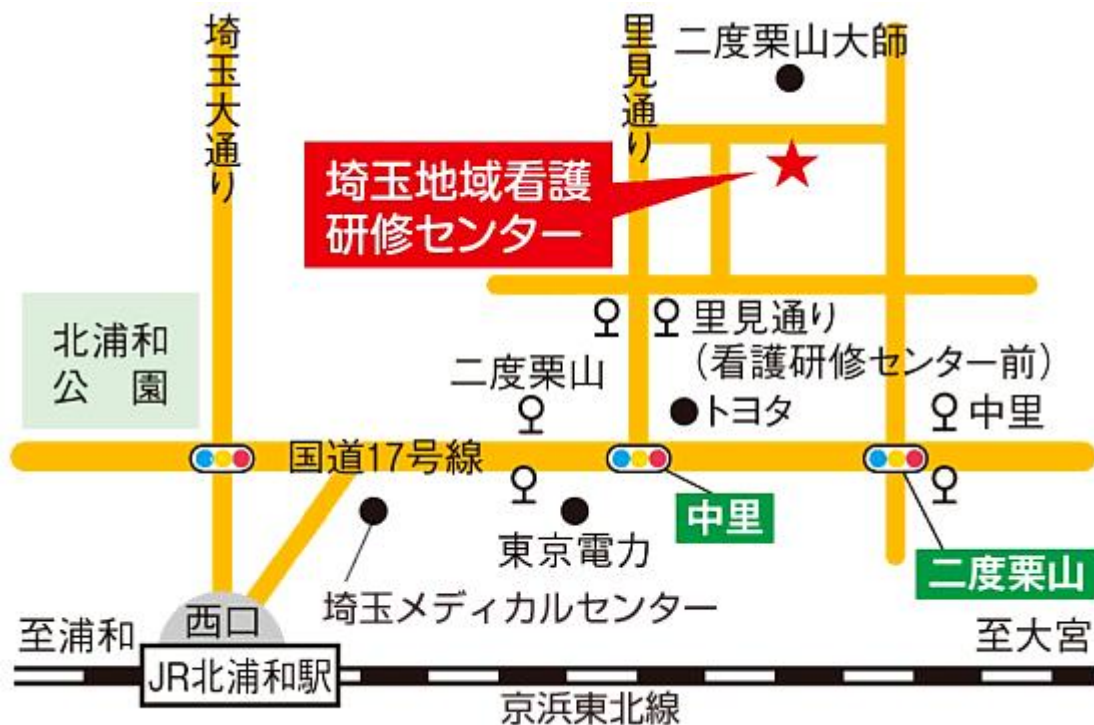 埼玉大通り
里見通り
二度栗山大師
埼玉地域看護
研修センター
北浦和
公　園
二度栗山
里見通り
（看護研修センター前）
トヨタ
中里
国道17号線
中里
東京電力
二度栗山
埼玉メディカルセンター
西口
至浦和
至大宮
JR北浦和駅
京浜東北線